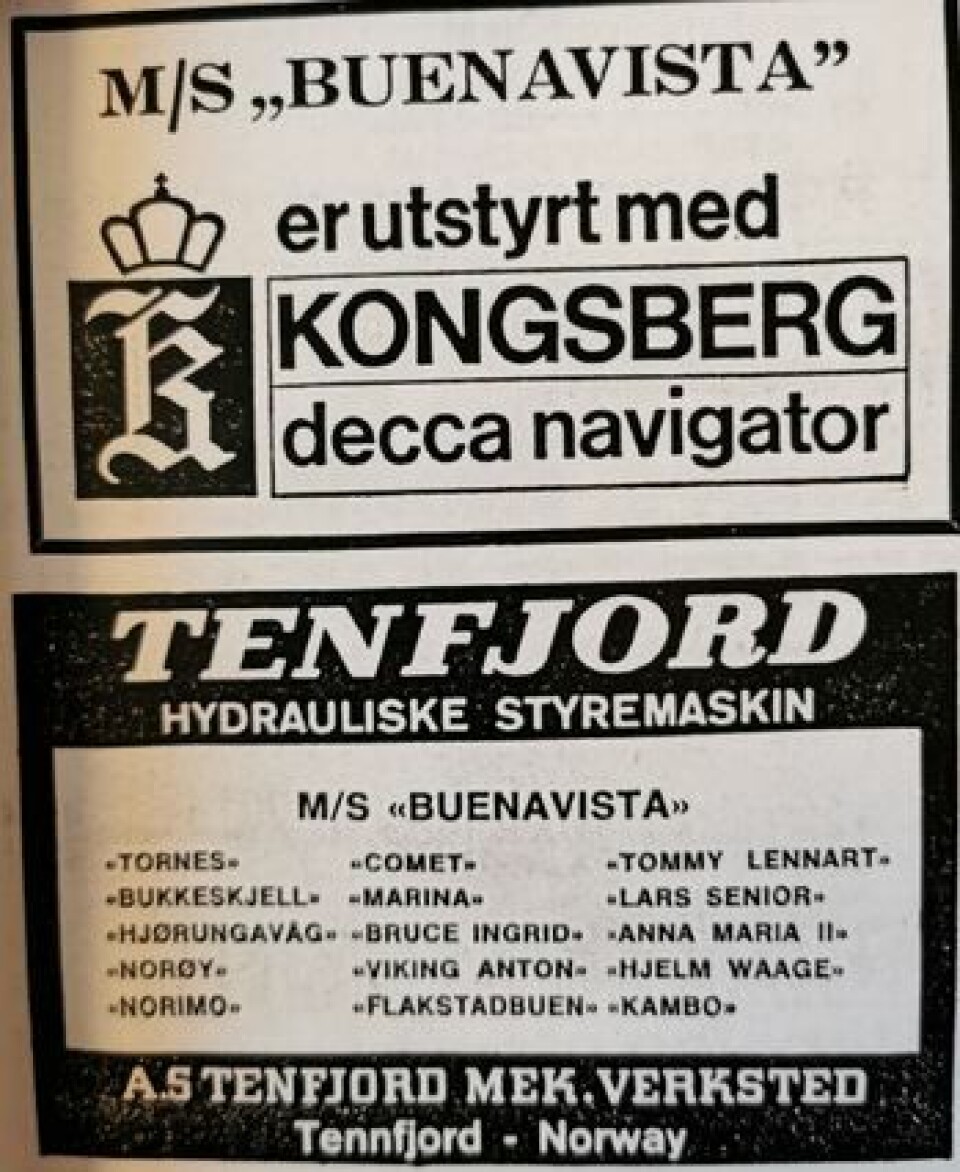 M/S „BUENAVISTA”
er utstyrt med
K
KONGSBERG
decca navigator
TENFJORD
HYDRAULISKE STYREMASKIN
M/S «BUENAVISTA»
«TORNES» «COMET» «TOMMY LENNART»
«BUKKESKJELL» «MARINA» «LARS SENIOR»
«HJØRUNGAVÅG» «BRUCE INGRID» «ANNA MARIA II»
«NORØY» «VIKING ANTON» «HJELM WAAGE»
«NORIMO» «FLAKSTADBUEN» «KAMBO»
A.S TENFJORD MEK. VERKSTED
Tennfjord - Norway